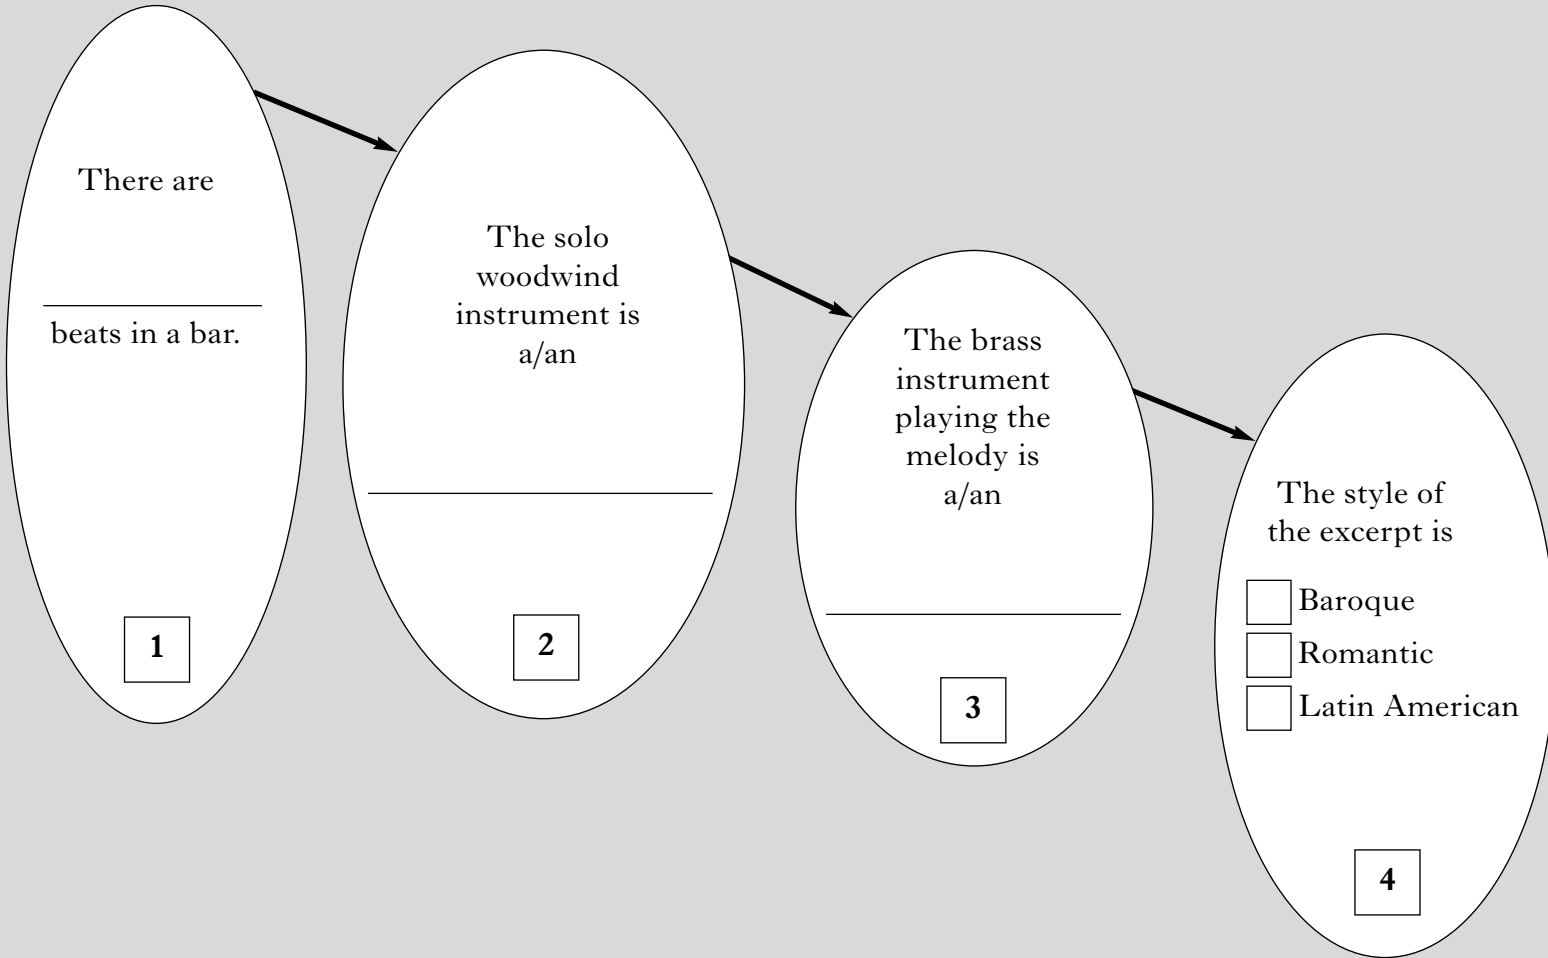 There are
beats in a bar.
1
The solo
woodwind
instrument is
a/an
2
The brass
instrument
playing the
melody is
a/an
3
The style of
the excerpt is
Baroque
Romantic
Latin American
4